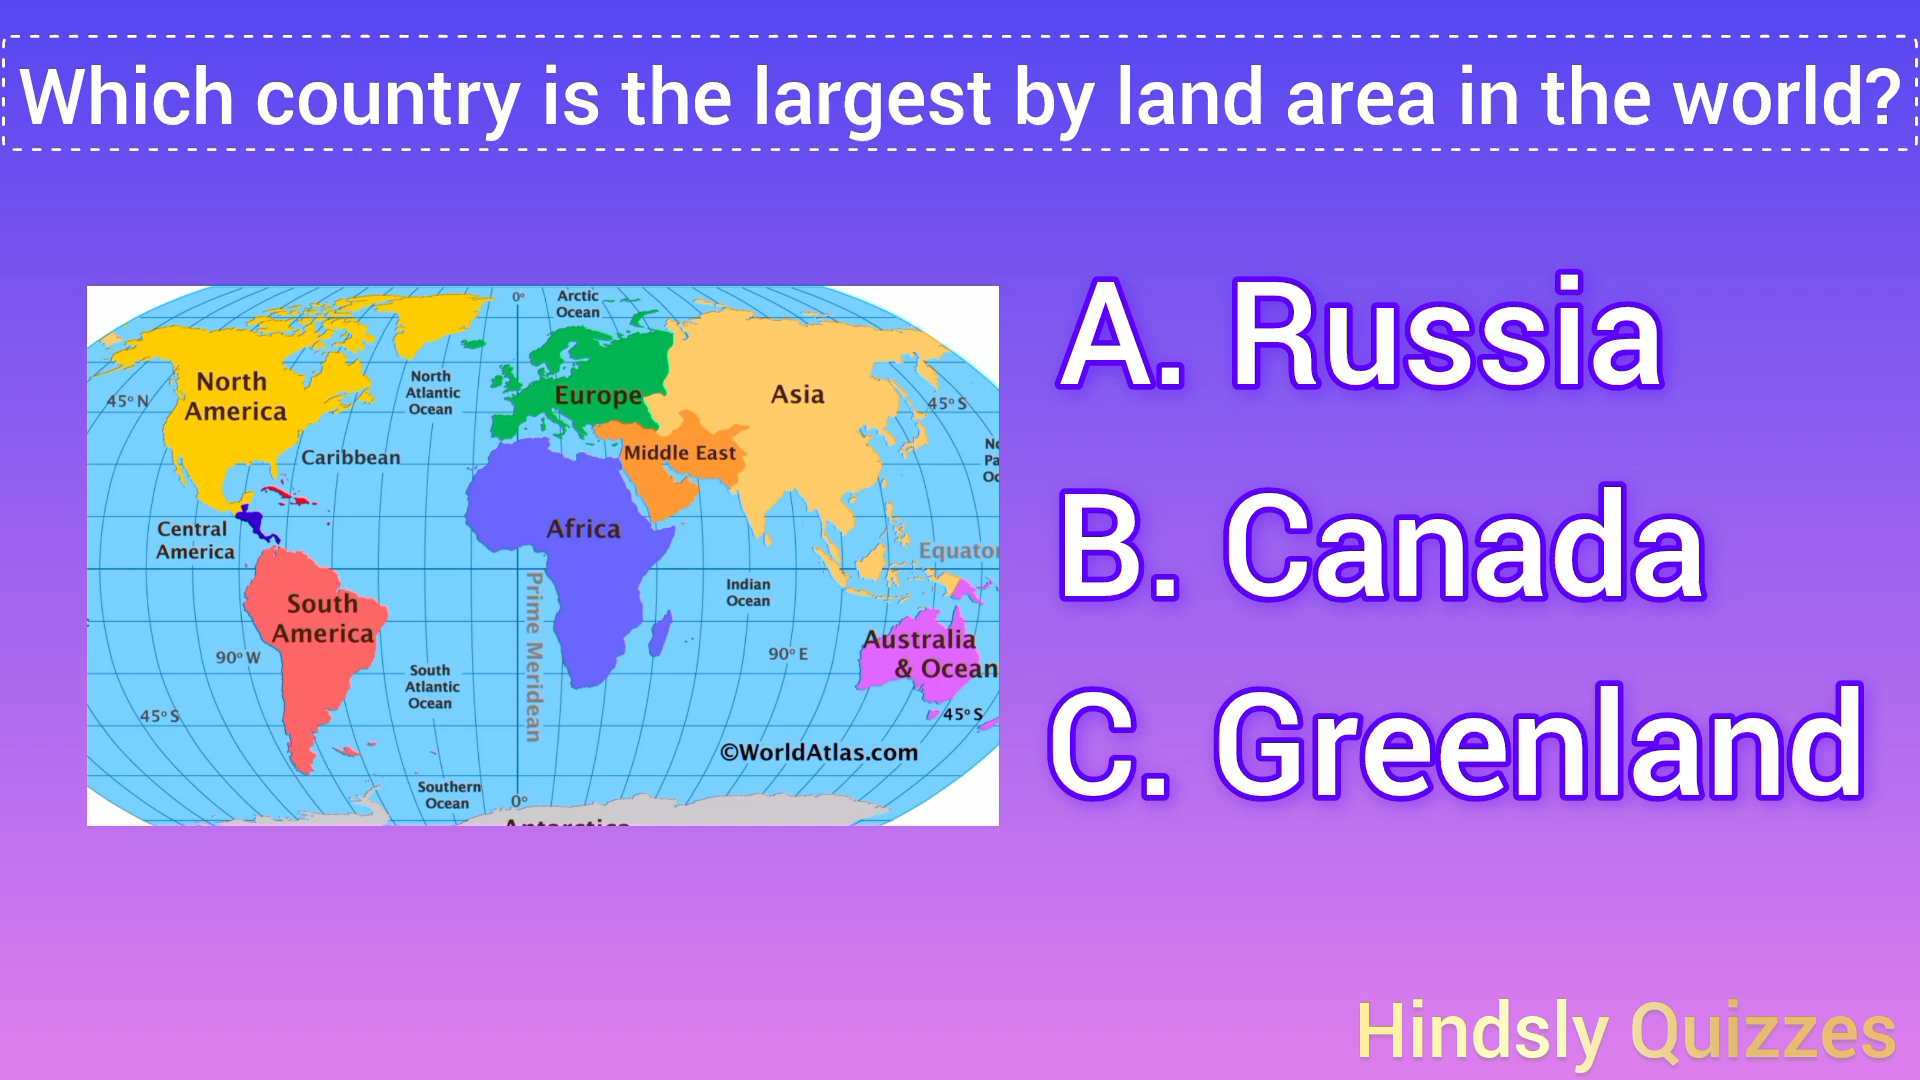 Which country is the largest by land area in the world?
0°
Arctic
Ocean
North
America
45° N
North
Atlantic
Ocean
Europe
Asia
45° S
Caribbean
Middle East
Central
America
Africa
Equator
Indian
Ocean
Prime Meridean
South
America
90° W
90° E
Australia
& Ocean
South
Atlantic
Ocean
45° S
45° S
©WorldAtlas.com
Southern
Ocean
0°
A. Russia
B. Canada
C. Greenland
Hindsly Quizzes